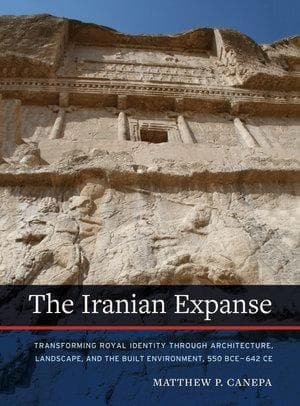 The Iranian Expanse
TRANSFORMING ROYAL IDENTITY THROUGH ARCHITECTURE,
LANDSCAPE, AND THE BUILT ENVIRONMENT, 550 BCE–642 CE
MATTHEW P. CANEPA